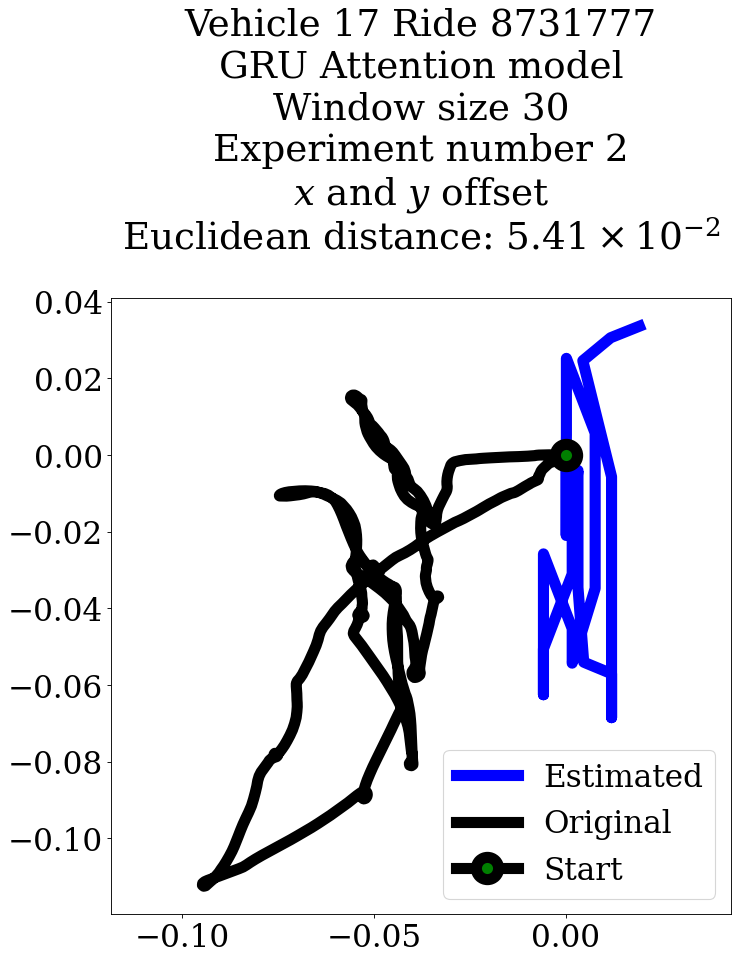 Vehicle 17 Ride 8731777
GRU Attention model
Window size 30
Experiment number 2
x and y offset
Euclidean distance: 5.41 × 10⁻²
0.04
0.02
0.00
−0.02
−0.04
−0.06
−0.08
−0.10
Estimated
Original
Start
−0.10 −0.05 0.00